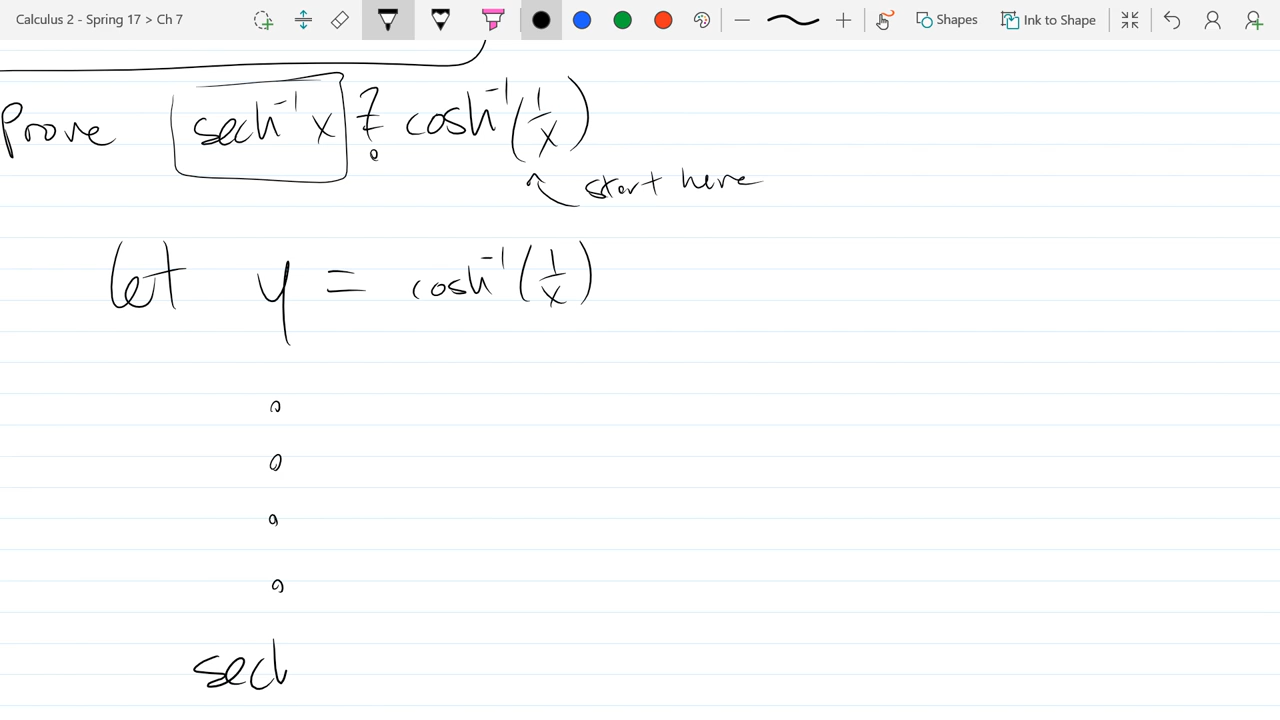 Calculus 2 - Spring 17 > Ch 7
Shapes
Ink to Shape
Prove sech⁻¹ x ≟ cosh⁻¹(1/x)
start here
let y = cosh⁻¹(1/x)
sech